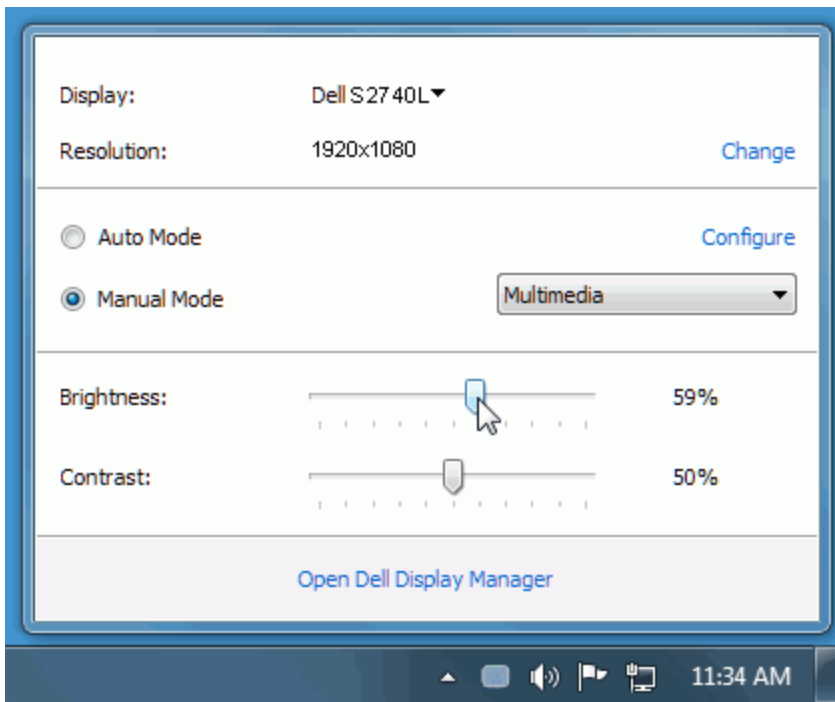 Display: Dell S2740L
Resolution: 1920x1080 Change
Auto Mode Configure
Manual Mode Multimedia
Brightness: 59%
Contrast: 50%
Open Dell Display Manager
11:34 AM